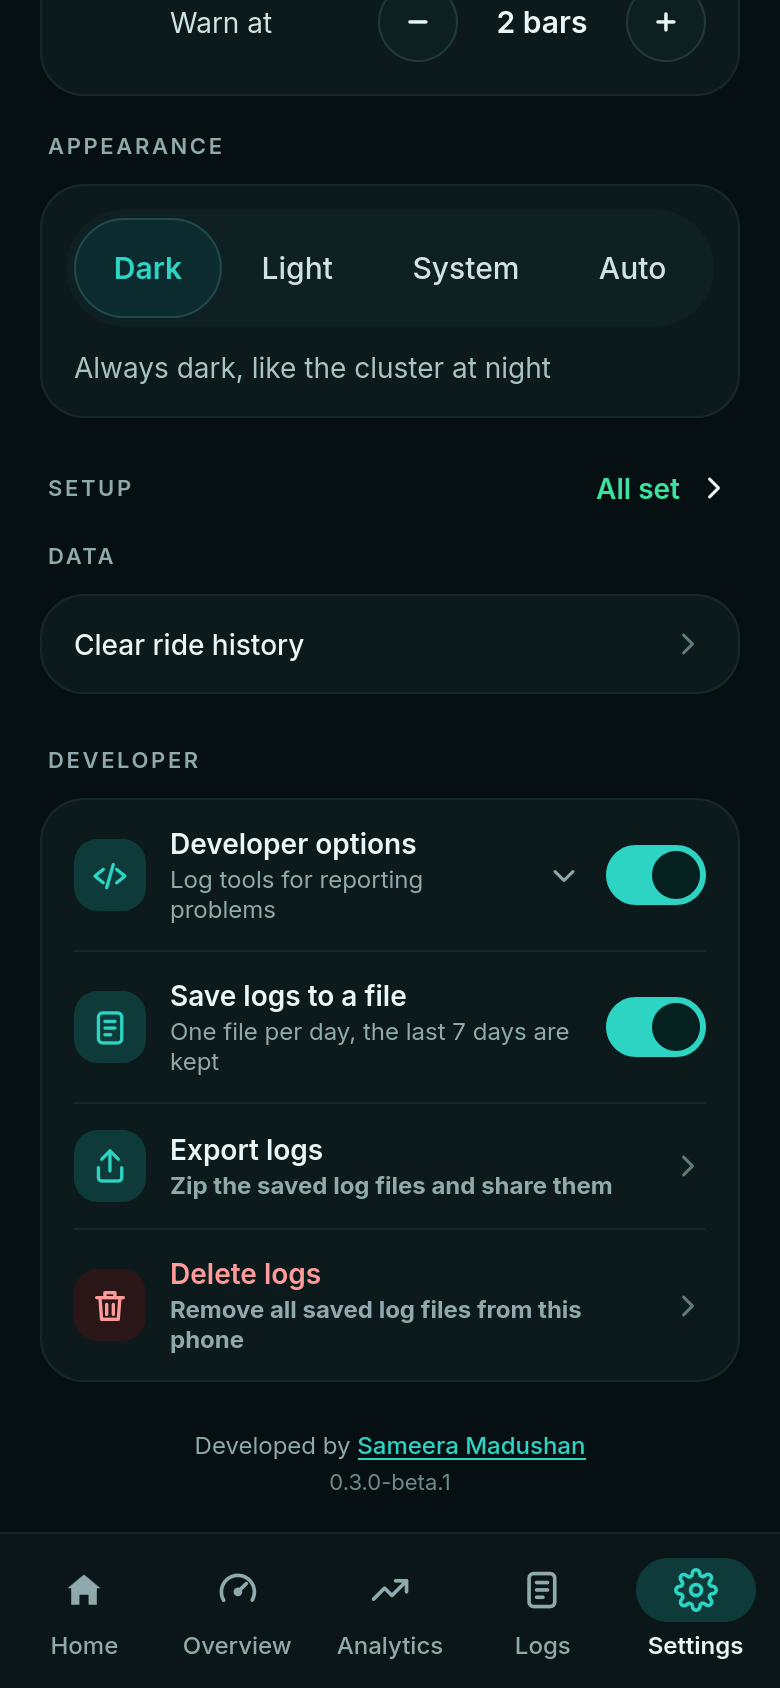 Warn at
2 bars
APPEARANCE
Dark
Light
System
Auto
Always dark, like the cluster at night
SETUP
All set
DATA
Clear ride history
DEVELOPER
Developer options
Log tools for reporting
problems
Save logs to a file
One file per day, the last 7 days are
kept
Export logs
Zip the saved log files and share them
Delete logs
Remove all saved log files from this
phone
Developed by Sameera Madushan
0.3.0-beta.1
Home
Overview
Analytics
Logs
Settings